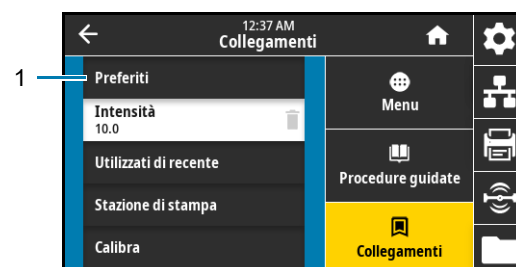 12:37 AM
Collegamenti
1
Preferiti
Intensità
10.0
Utilizzati di recente
Stazione di stampa
Calibra
Menu
Procedure guidate
Collegamenti